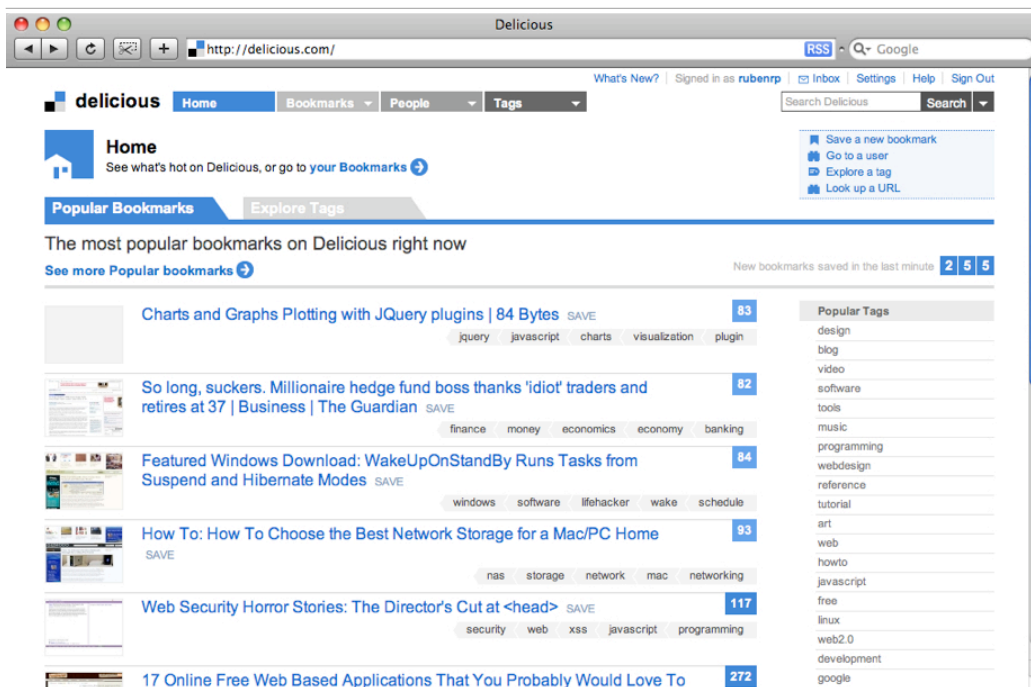 Delicious
http://delicious.com/
RSS
Google
What's New? Signed in as rubenrp Inbox Settings Help Sign Out
delicious Home Bookmarks People Tags
Search Delicious Search
Home
See what's hot on Delicious, or go to your Bookmarks
Save a new bookmark
Go to a user
Explore a tag
Look up a URL
Popular Bookmarks Explore Tags
The most popular bookmarks on Delicious right now
See more Popular bookmarks
New bookmarks saved in the last minute 2 5 5
Charts and Graphs Plotting with JQuery plugins | 84 Bytes SAVE 83
jquery javascript charts visualization plugin
So long, suckers. Millionaire hedge fund boss thanks 'idiot' traders and 82
retires at 37 | Business | The Guardian SAVE
finance money economics economy banking
Featured Windows Download: WakeUpOnStandBy Runs Tasks from 84
Suspend and Hibernate Modes SAVE
windows software lifehacker wake schedule
How To: How To Choose the Best Network Storage for a Mac/PC Home 93
SAVE
nas storage network mac networking
Web Security Horror Stories: The Director's Cut at <head> SAVE 117
security web xss javascript programming
17 Online Free Web Based Applications That You Probably Would Love To 272
Popular Tags
design
blog
video
software
tools
music
programming
webdesign
reference
tutorial
art
web
howto
javascript
free
linux
web2.0
development
google